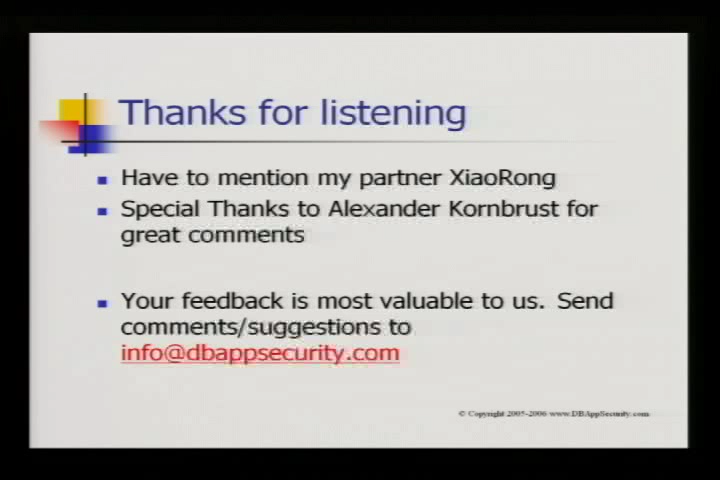 Thanks for listening
Have to mention my partner XiaoRong
Special Thanks to Alexander Kornbrust for
great comments
Your feedback is most valuable to us. Send
comments/suggestions to
info@dbappsecurity.com
© Copyright 2005-2006 www.DBAppSecurity.com